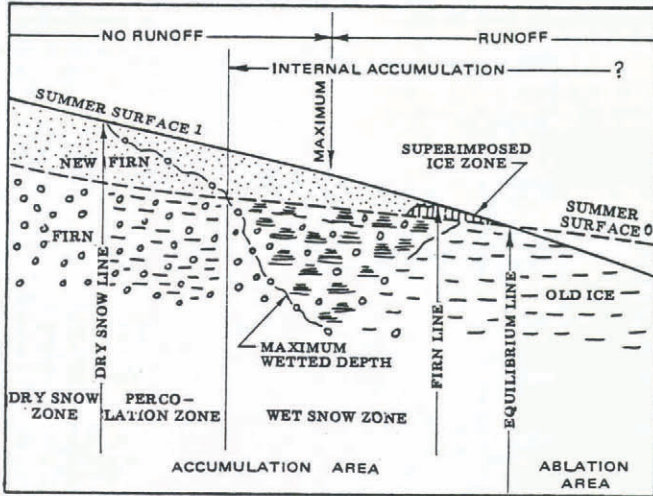 NO RUNOFF
RUNOFF
INTERNAL ACCUMULATION
?
SUMMER SURFACE 1
MAXIMUM
SUPERIMPOSED
ICE ZONE
NEW FIRN
SUMMER
SURFACE 0
FIRN
DRY SNOW LINE
OLD ICE
MAXIMUM
WETTED DEPTH
FIRN LINE
EQUILIBRIUM LINE
DRY SNOW
ZONE
PERCO-
LATION ZONE
WET SNOW ZONE
ACCUMULATION AREA
ABLATION
AREA